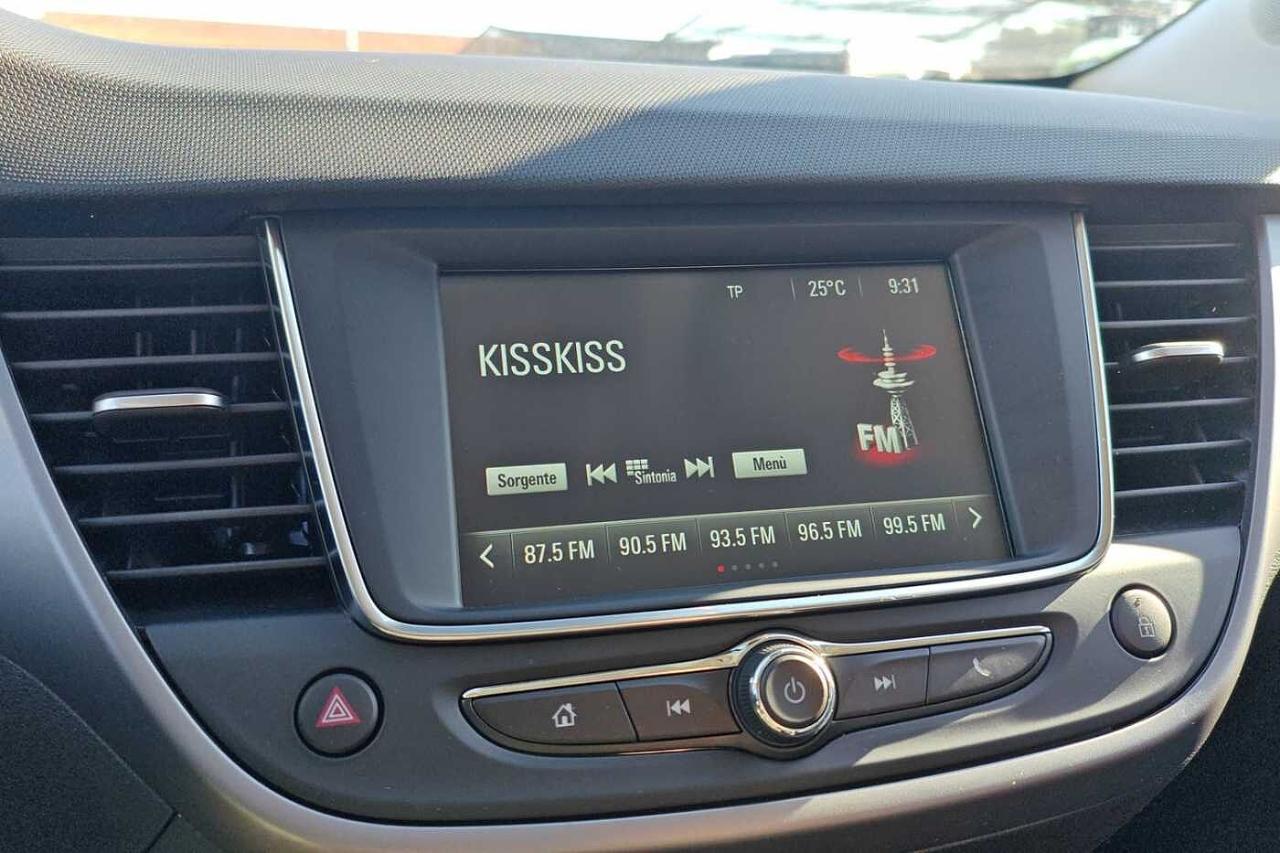 TP 25°C 9:31
KISSKISS
FM
Sorgente Sintonia Menù
87.5 FM 90.5 FM 93.5 FM 96.5 FM 99.5 FM